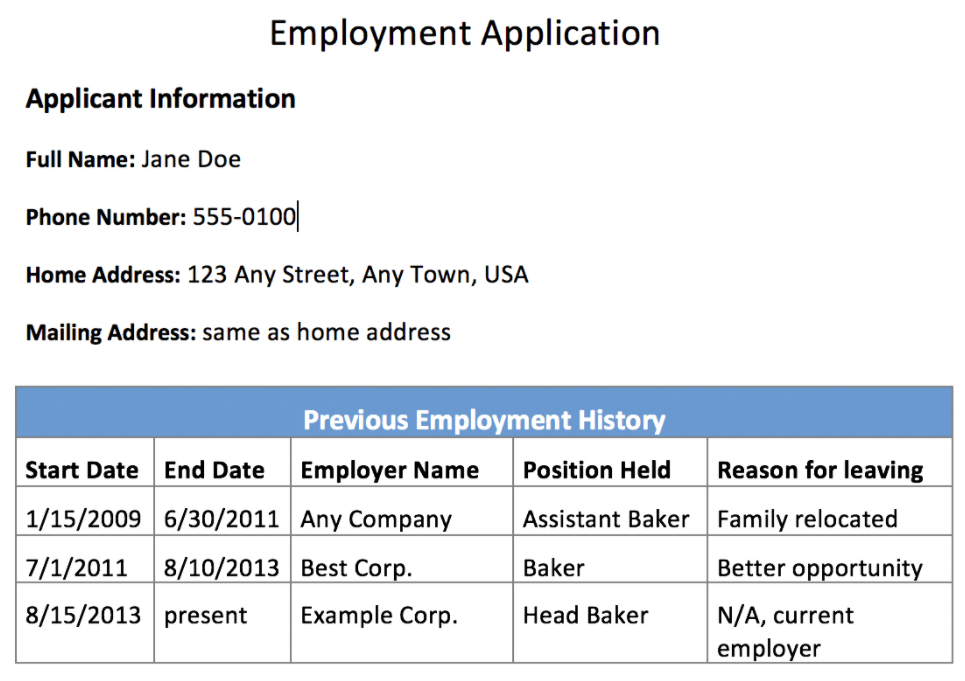 Employment Application
Applicant Information
Full Name: Jane Doe
Phone Number: 555-0100
Home Address: 123 Any Street, Any Town, USA
Mailing Address: same as home address
Previous Employment History
Start Date End Date Employer Name Position Held Reason for leaving
1/15/2009 6/30/2011 Any Company Assistant Baker Family relocated
7/1/2011 8/10/2013 Best Corp. Baker Better opportunity
8/15/2013 present Example Corp. Head Baker N/A, current
employer